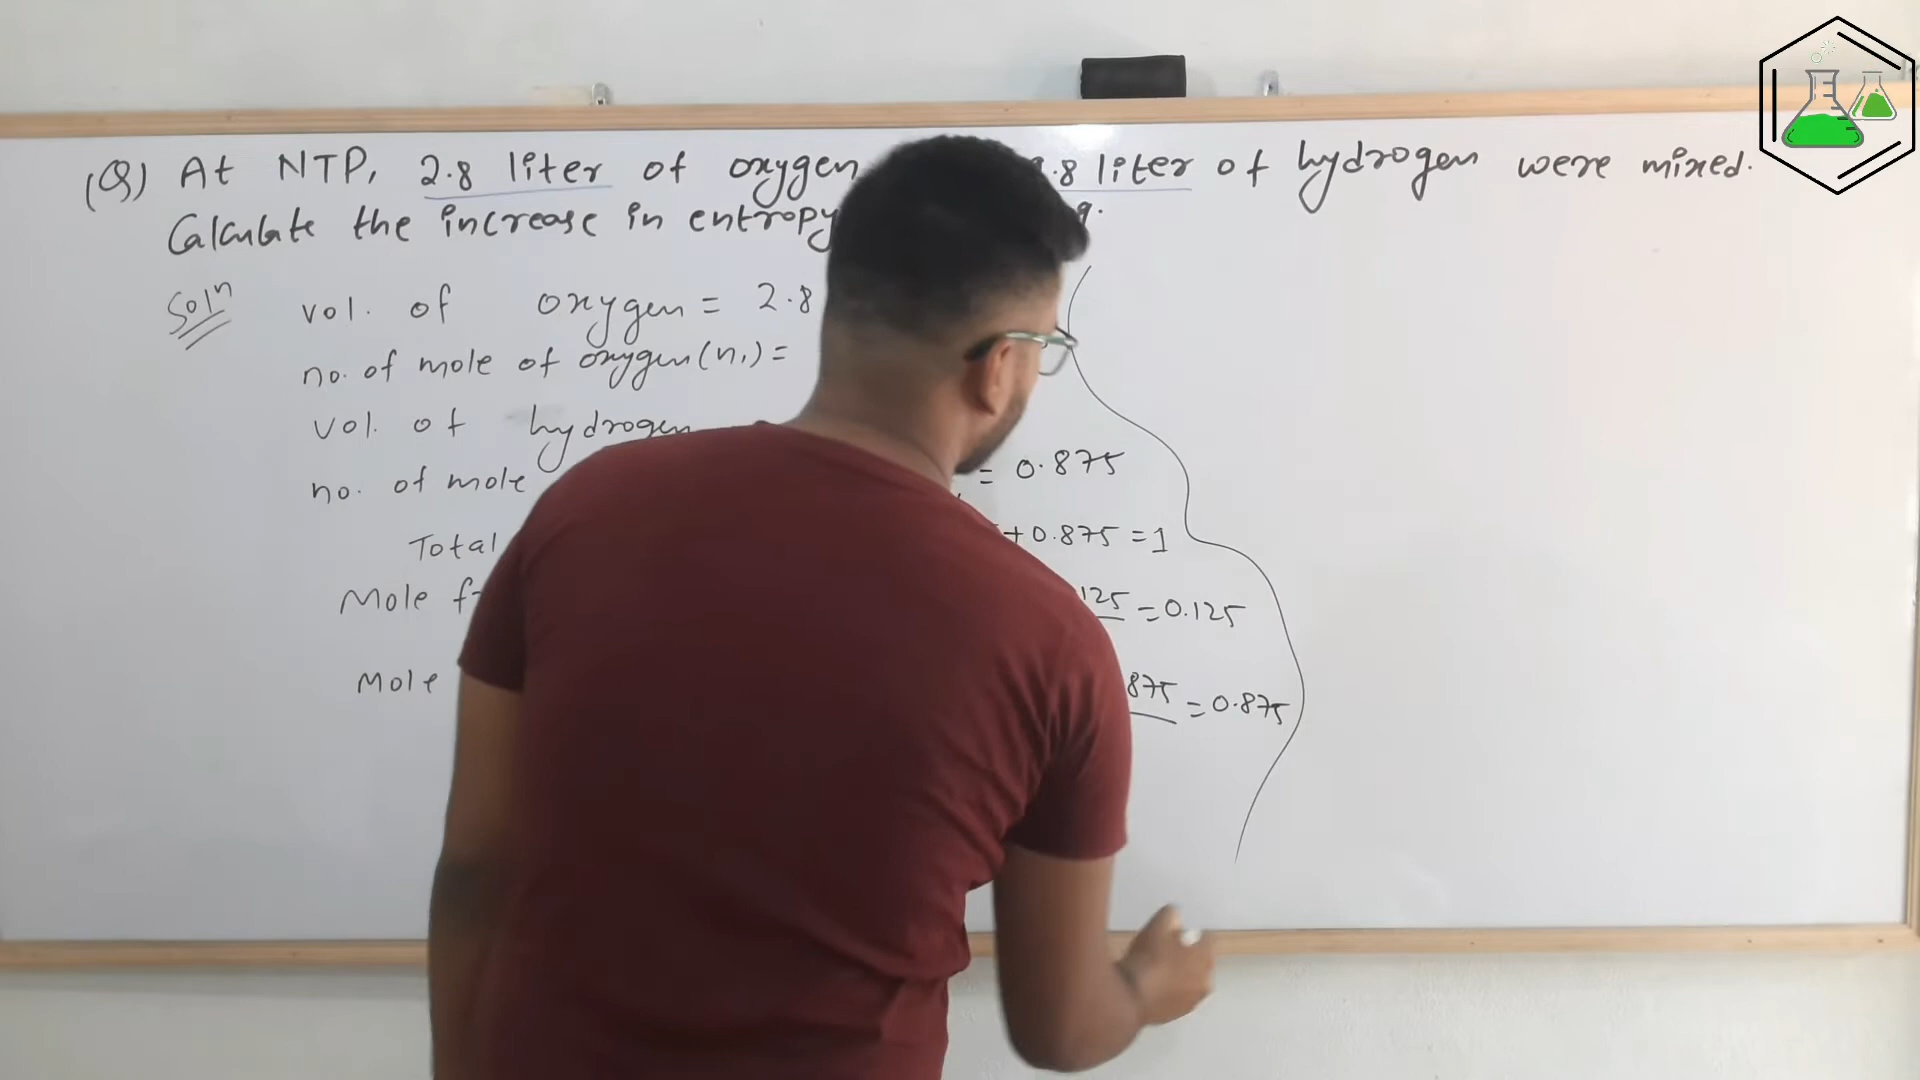 (Q) At NTP, 2.8 liter of oxygen .8 liter of hydrogen were mixed.
Calculate the increase in entropy g.
Solⁿ vol. of oxygen = 2.8
no. of mole of oxygen (n₁) =
vol. of hydrogen
no. of mole = 0.875
Total +0.875 = 1
Mole f 125 = 0.125
Mole 875 = 0.875